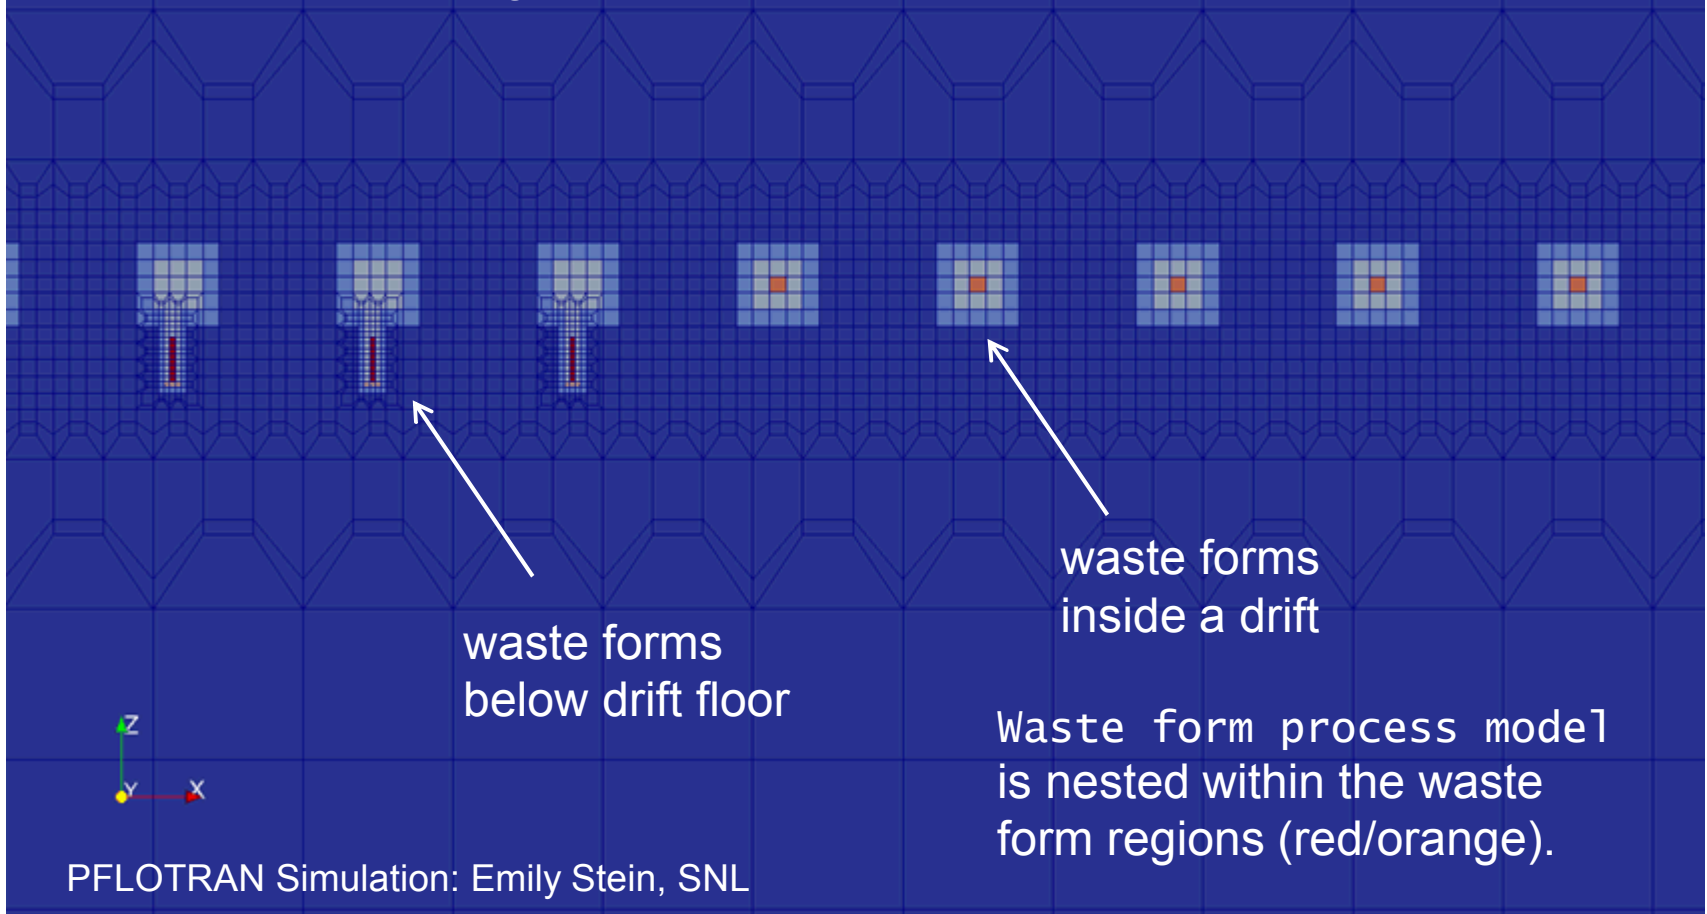 waste forms
inside a drift
waste forms
below drift floor
Waste form process model
is nested within the waste
form regions (red/orange).
Z
Y X
PFLOTRAN Simulation: Emily Stein, SNL